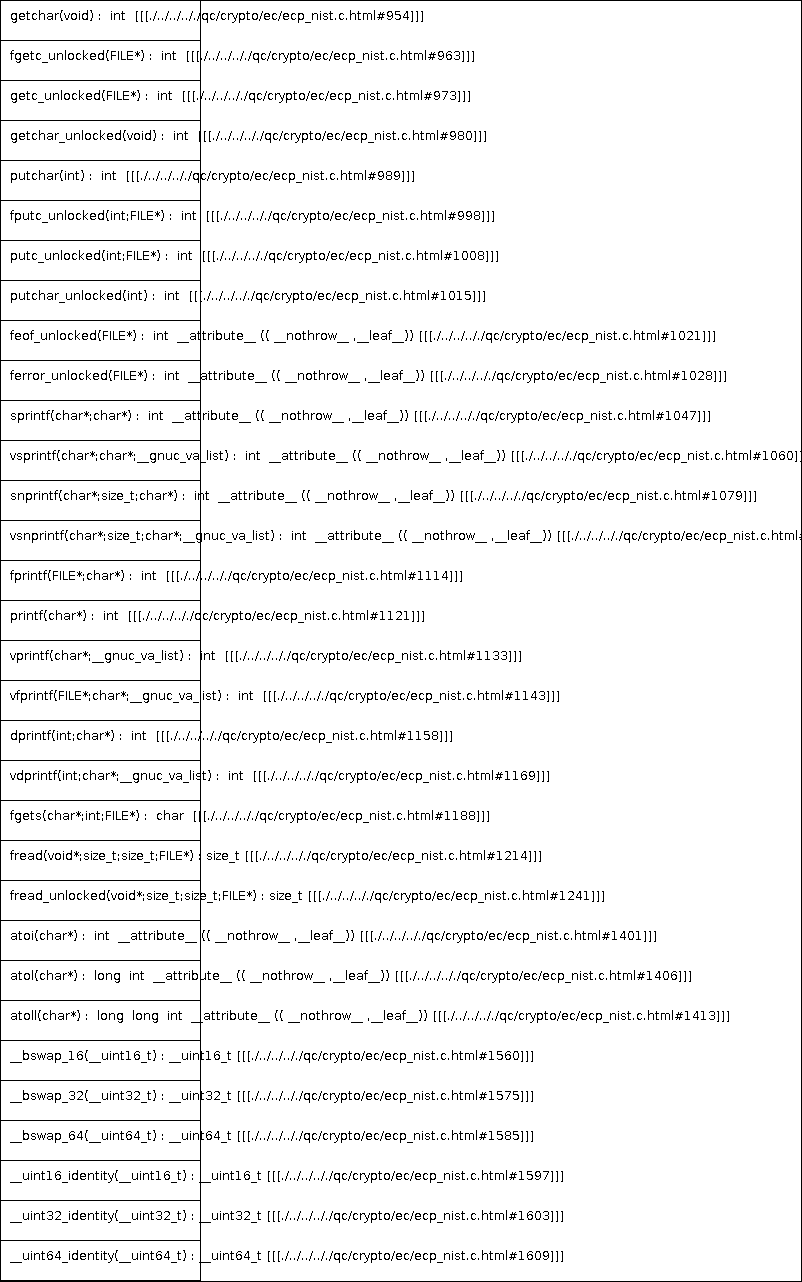 getchar(void) : int [[[./../../././qc/crypto/ec/ecp_nist.c.html#954]]]
fgetc_unlocked(FILE*) : int [[[./../../././qc/crypto/ec/ecp_nist.c.html#963]]]
getc_unlocked(FILE*) : int [[[./../../././qc/crypto/ec/ecp_nist.c.html#973]]]
getchar_unlocked(void) : int [[[./../../././qc/crypto/ec/ecp_nist.c.html#980]]]
putchar(int) : int [[[./../../././qc/crypto/ec/ecp_nist.c.html#989]]]
fputc_unlocked(int;FILE*) : int [[[./../../././qc/crypto/ec/ecp_nist.c.html#998]]]
putc_unlocked(int;FILE*) : int [[[./../../././qc/crypto/ec/ecp_nist.c.html#1008]]]
putchar_unlocked(int) : int [[[./../../././qc/crypto/ec/ecp_nist.c.html#1015]]]
feof_unlocked(FILE*) : int __attribute__ (( __nothrow__ ,__leaf__)) [[[./../../././qc/crypto/ec/ecp_nist.c.html#1021]]]
ferror_unlocked(FILE*) : int __attribute__ (( __nothrow__ ,__leaf__)) [[[./../../././qc/crypto/ec/ecp_nist.c.html#1028]]]
sprintf(char*;char*) : int __attribute__ (( __nothrow__ ,__leaf__)) [[[./../../././qc/crypto/ec/ecp_nist.c.html#1047]]]
vsprintf(char*;char*;__gnuc_va_list) : int __attribute__ (( __nothrow__ ,__leaf__)) [[[./../../././qc/crypto/ec/ecp_nist.c.html#1060]]
snprintf(char*;size_t;char*) : int __attribute__ (( __nothrow__ ,__leaf__)) [[[./../../././qc/crypto/ec/ecp_nist.c.html#1079]]]
vsnprintf(char*;size_t;char*;__gnuc_va_list) : int __attribute__ (( __nothrow__ ,__leaf__)) [[[./../../././qc/crypto/ec/ecp_nist.c.html
fprintf(FILE*;char*) : int [[[./../../././qc/crypto/ec/ecp_nist.c.html#1114]]]
printf(char*) : int [[[./../../././qc/crypto/ec/ecp_nist.c.html#1121]]]
vprintf(char*;__gnuc_va_list) : int [[[./../../././qc/crypto/ec/ecp_nist.c.html#1133]]]
vfprintf(FILE*;char*;__gnuc_va_list) : int [[[./../../././qc/crypto/ec/ecp_nist.c.html#1143]]]
dprintf(int;char*) : int [[[./../../././qc/crypto/ec/ecp_nist.c.html#1158]]]
vdprintf(int;char*;__gnuc_va_list) : int [[[./../../././qc/crypto/ec/ecp_nist.c.html#1169]]]
fgets(char*;int;FILE*) : char [[[./../../././qc/crypto/ec/ecp_nist.c.html#1188]]]
fread(void*;size_t;size_t;FILE*) : size_t [[[./../../././qc/crypto/ec/ecp_nist.c.html#1214]]]
fread_unlocked(void*;size_t;size_t;FILE*) : size_t [[[./../../././qc/crypto/ec/ecp_nist.c.html#1241]]]
atoi(char*) : int __attribute__ (( __nothrow__ ,__leaf__)) [[[./../../././qc/crypto/ec/ecp_nist.c.html#1401]]]
atol(char*) : long int __attribute__ (( __nothrow__ ,__leaf__)) [[[./../../././qc/crypto/ec/ecp_nist.c.html#1406]]]
atoll(char*) : long long int __attribute__ (( __nothrow__ ,__leaf__)) [[[./../../././qc/crypto/ec/ecp_nist.c.html#1413]]]
__bswap_16(__uint16_t) : __uint16_t [[[./../../././qc/crypto/ec/ecp_nist.c.html#1560]]]
__bswap_32(__uint32_t) : __uint32_t [[[./../../././qc/crypto/ec/ecp_nist.c.html#1575]]]
__bswap_64(__uint64_t) : __uint64_t [[[./../../././qc/crypto/ec/ecp_nist.c.html#1585]]]
__uint16_identity(__uint16_t) : __uint16_t [[[./../../././qc/crypto/ec/ecp_nist.c.html#1597]]]
__uint32_identity(__uint32_t) : __uint32_t [[[./../../././qc/crypto/ec/ecp_nist.c.html#1603]]]
__uint64_identity(__uint64_t) : __uint64_t [[[./../../././qc/crypto/ec/ecp_nist.c.html#1609]]]